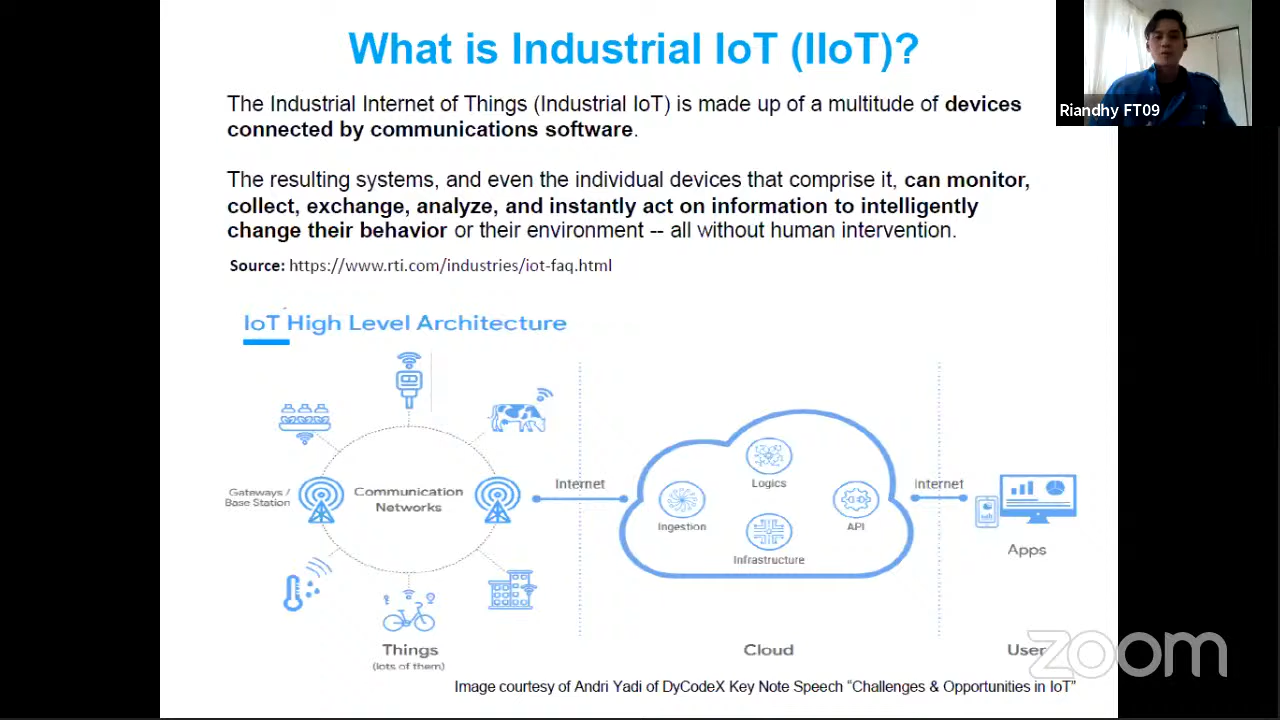 What is Industrial IoT (IIoT)?
Riandhy FT09
The Industrial Internet of Things (Industrial IoT) is made up of a multitude of devices
connected by communications software.
The resulting systems, and even the individual devices that comprise it, can monitor,
collect, exchange, analyze, and instantly act on information to intelligently
change their behavior or their environment -- all without human intervention.
Source: https://www.rti.com/industries/iot-faq.html
IoT High Level Architecture
Gateways /
Base Station
Communication
Networks
Internet
Logics
Ingestion
API
Infrastructure
Internet
Apps
Things
(lots of them)
Cloud
User
zoom
Image courtesy of Andri Yadi of DyCodeX Key Note Speech “Challenges & Opportunities in IoT”